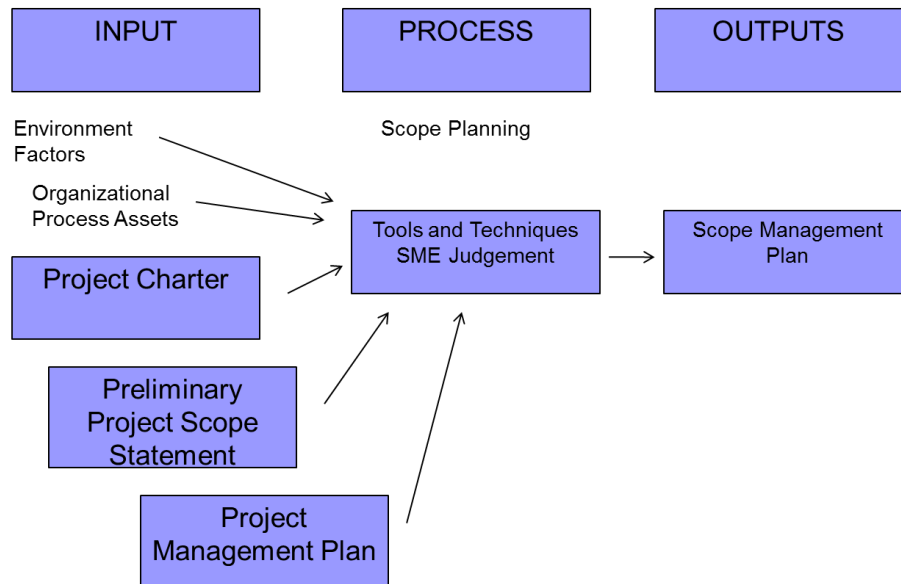 INPUT
PROCESS
OUTPUTS
Environment
Factors
Scope Planning
Organizational
Process Assets
Tools and Techniques
SME Judgement
Scope Management
Plan
Project Charter
Preliminary
Project Scope
Statement
Project
Management Plan